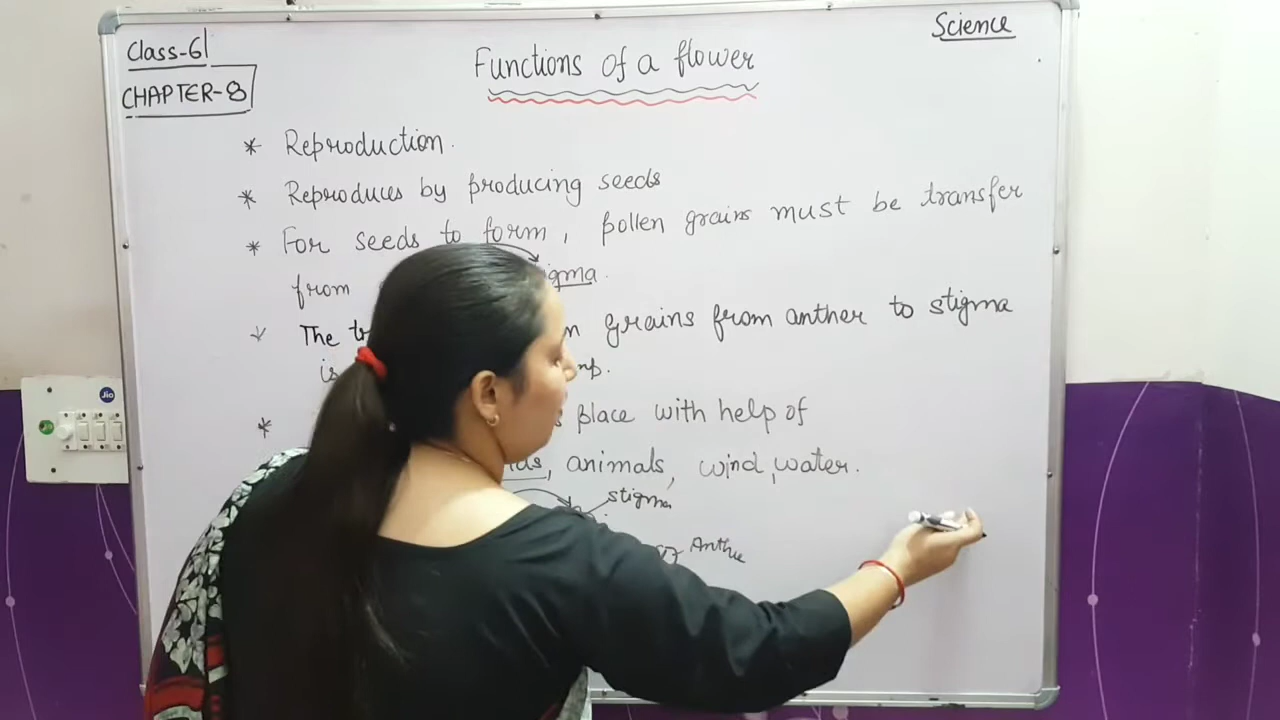 Class-6
CHAPTER-8
Science
Functions of a flower
* Reproduction.
* Reproduces by producing seeds
* For seeds to form, pollen grains must be transfer
from stigma.
* The grains from anther to stigma
is
* place with help of
animals, wind, water.
stigma
Jio